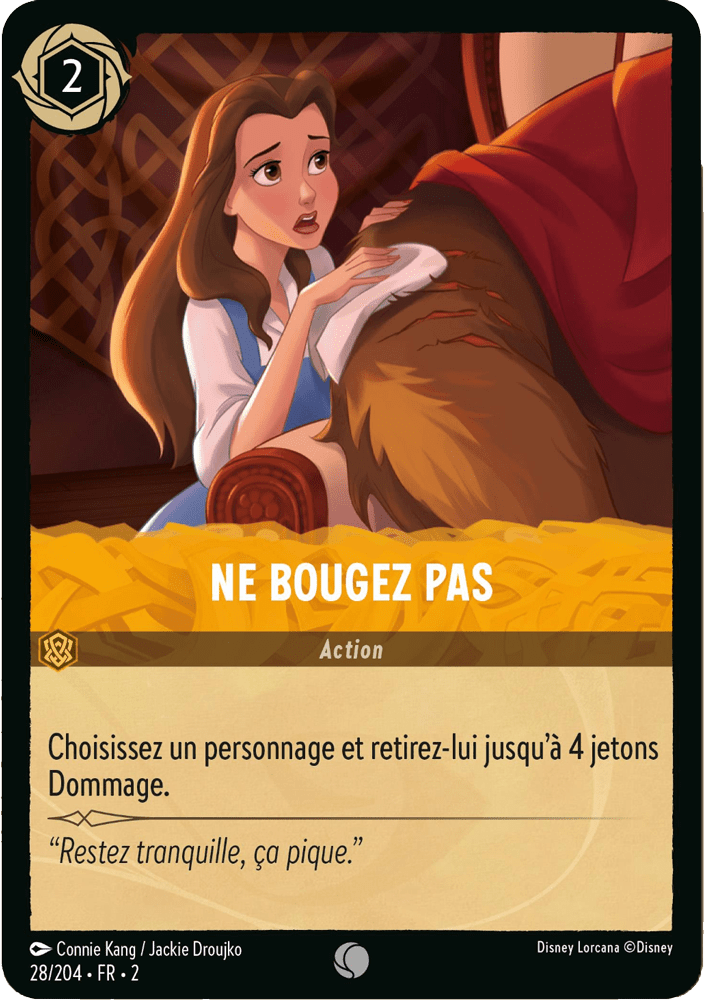 2
NE BOUGEZ PAS
Action
Choisissez un personnage et retirez-lui jusqu’à 4 jetons
Dommage.
“Restez tranquille, ça pique.”
Connie Kang / Jackie Droujko
Disney Lorcana ©Disney
28/204 • FR • 2